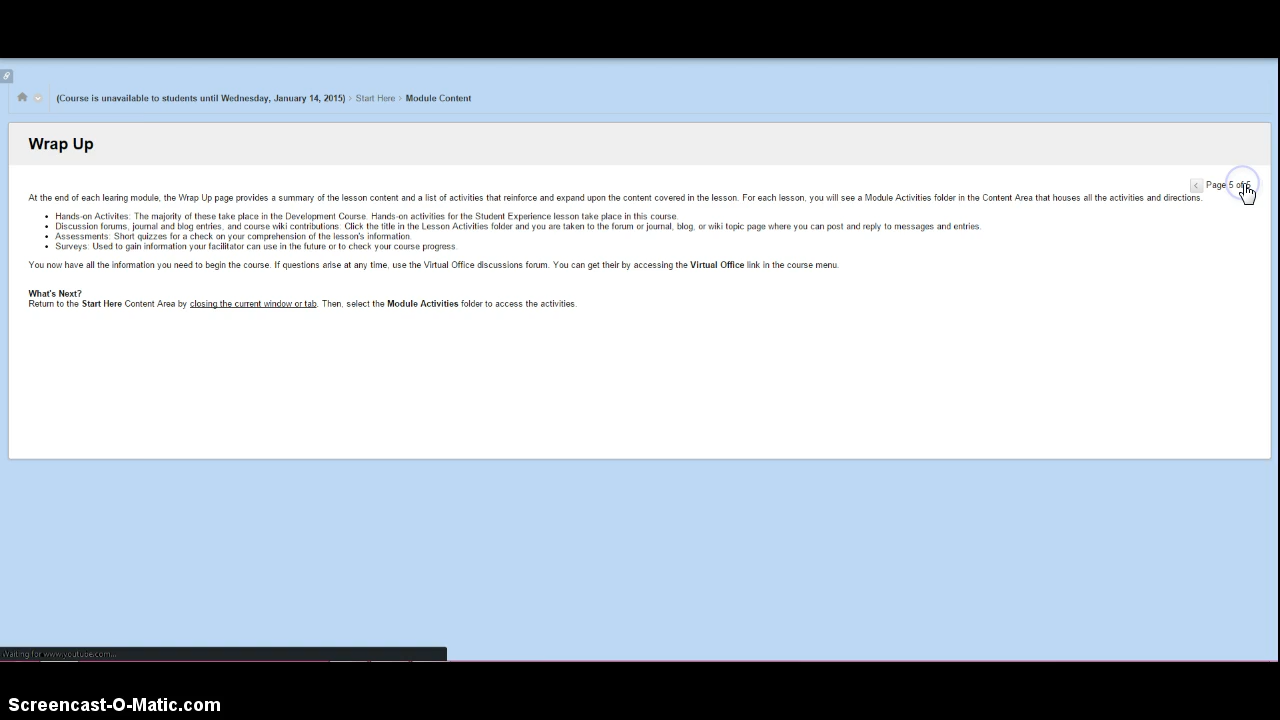 (Course is unavailable to students until Wednesday, January 14, 2015) › Start Here › Module Content
Wrap Up
Page 5 of 5
At the end of each learing module, the Wrap Up page provides a summary of the lesson content and a list of activities that reinforce and expand upon the content covered in the lesson. For each lesson, you will see a Module Activities folder in the Content Area that houses all the activities and directions.
• Hands-on Activites: The majority of these take place in the Development Course. Hands-on activities for the Student Experience lesson take place in this course.
• Discussion forums, journal and blog entries, and course wiki contributions. Click the title in the Lesson Activities folder and you are taken to the forum or journal, blog, or wiki topic page where you can post and reply to messages and entries.
• Assessments: Short quizzes for a check on your comprehension of the lesson's information.
• Surveys: Used to gain information your facilitator can use in the future or to check your course progress.
You now have all the information you need to begin the course. If questions arise at any time, use the Virtual Office discussions forum. You can get their by accessing the Virtual Office link in the course menu.
What's Next?
Return to the Start Here Content Area by closing the current window or tab. Then, select the Module Activities folder to access the activities.
Waiting for www.youtube.com...
Screencast-O-Matic.com